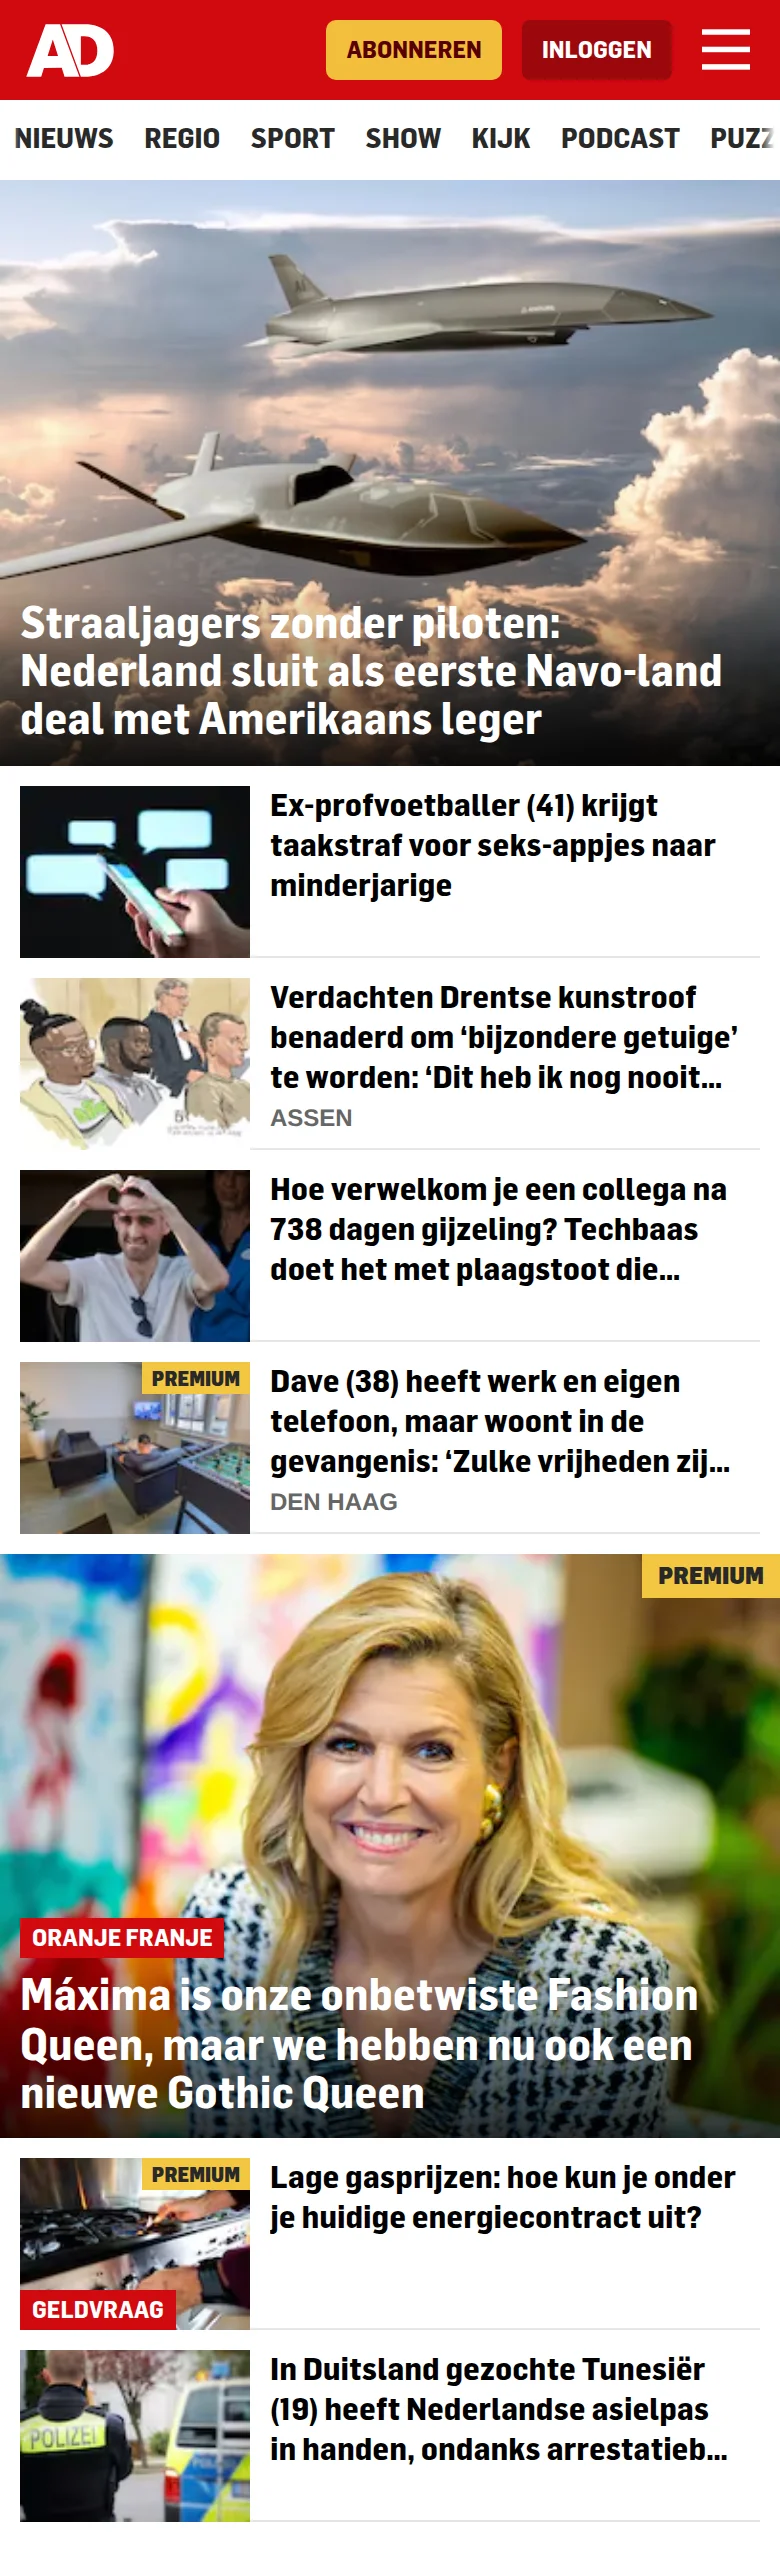 AD
ABONNEREN
INLOGGEN
NIEUWS REGIO SPORT SHOW KIJK PODCAST PUZZ
Straaljagers zonder piloten:
Nederland sluit als eerste Navo-land
deal met Amerikaans leger
Ex-profvoetballer (41) krijgt
taakstraf voor seks-appjes naar
minderjarige
Verdachten Drentse kunstroof
benaderd om ‘bijzondere getuige’
te worden: ‘Dit heb ik nog nooit...
ASSEN
Hoe verwelkom je een collega na
738 dagen gijzeling? Techbaas
doet het met plaagstoot die...
PREMIUM
Dave (38) heeft werk en eigen
telefoon, maar woont in de
gevangenis: ‘Zulke vrijheden zij...
DEN HAAG
PREMIUM
ORANJE FRANJE
Máxima is onze onbetwiste Fashion
Queen, maar we hebben nu ook een
nieuwe Gothic Queen
PREMIUM
GELDVRAAG
Lage gasprijzen: hoe kun je onder
je huidige energiecontract uit?
POLIZEI
In Duitsland gezochte Tunesiër
(19) heeft Nederlandse asielpas
in handen, ondanks arrestatieb...